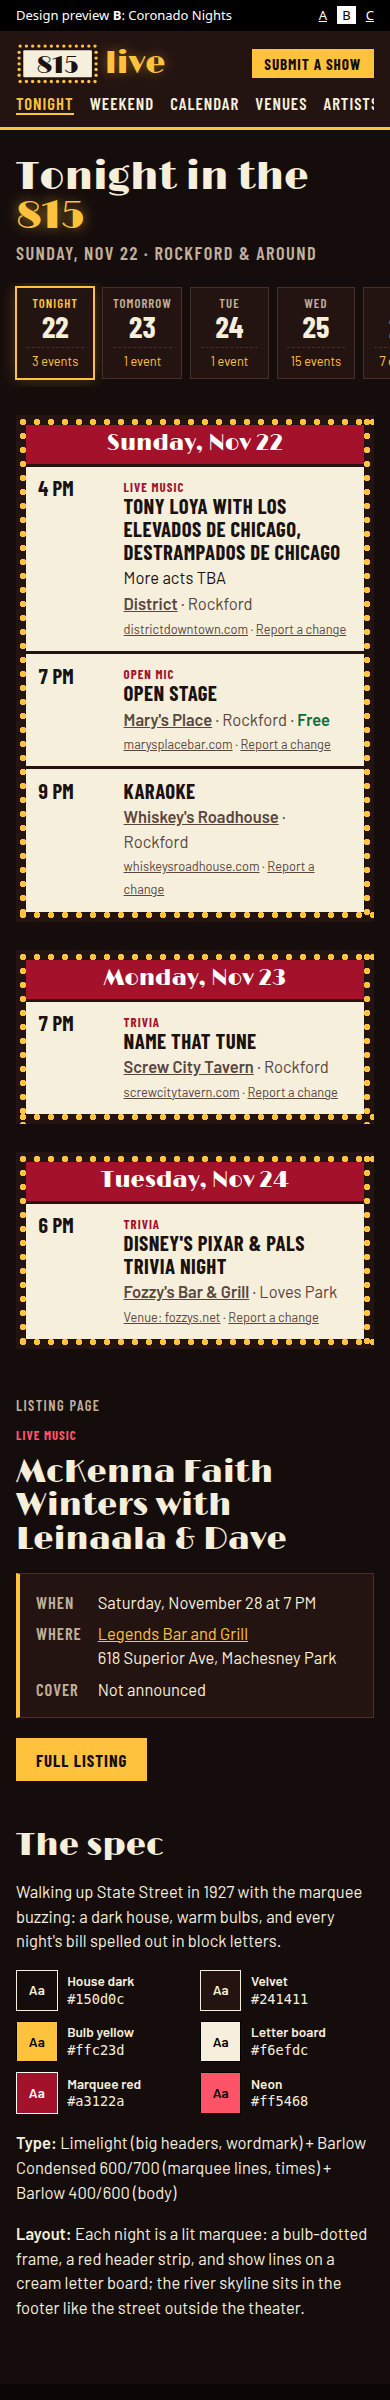 Design preview B: Coronado Nights A B C
815 live SUBMIT A SHOW
TONIGHT WEEKEND CALENDAR VENUES ARTISTS
Tonight in the
815
SUNDAY, NOV 22 · ROCKFORD & AROUND
TONIGHT TOMORROW TUE WED
22 23 24 25
3 events 1 event 1 event 15 events 7
Sunday, Nov 22
4 PM LIVE MUSIC
TONY LOYA WITH LOS
ELEVADOS DE CHICAGO,
DESTRAMPADOS DE CHICAGO
More acts TBA
District · Rockford
districtdowntown.com · Report a change
7 PM OPEN MIC
OPEN STAGE
Mary's Place · Rockford · Free
marysplacebar.com · Report a change
9 PM KARAOKE
Whiskey's Roadhouse ·
Rockford
whiskeysroadhouse.com · Report a
change
Monday, Nov 23
7 PM TRIVIA
NAME THAT TUNE
Screw City Tavern · Rockford
screwcitytavern.com · Report a change
Tuesday, Nov 24
6 PM TRIVIA
DISNEY'S PIXAR & PALS
TRIVIA NIGHT
Fozzy's Bar & Grill · Loves Park
Venue: fozzys.net · Report a change
LISTING PAGE
LIVE MUSIC
McKenna Faith
Winters with
Leinaala & Dave
WHEN Saturday, November 28 at 7 PM
WHERE Legends Bar and Grill
618 Superior Ave, Machesney Park
COVER Not announced
FULL LISTING
The spec
Walking up State Street in 1927 with the marquee
buzzing: a dark house, warm bulbs, and every
night's bill spelled out in block letters.
Aa House dark #150d0c Aa Velvet #241411
Aa Bulb yellow #ffc23d Aa Letter board #f6efdc
Aa Marquee red #a3122a Aa Neon #ff5468
Type: Limelight (big headers, wordmark) + Barlow
Condensed 600/700 (marquee lines, times) +
Barlow 400/600 (body)
Layout: Each night is a lit marquee: a bulb-dotted
frame, a red header strip, and show lines on a
cream letter board; the river skyline sits in the
footer like the street outside the theater.